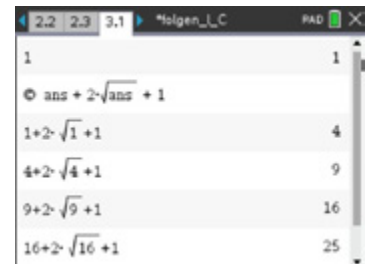 2.2 2.3 3.1 *folgen_I_C PAD
1 1
© ans + 2·√ans + 1
1+2·√1 +1 4
4+2·√4 +1 9
9+2·√9 +1 16
16+2·√16 +1 25